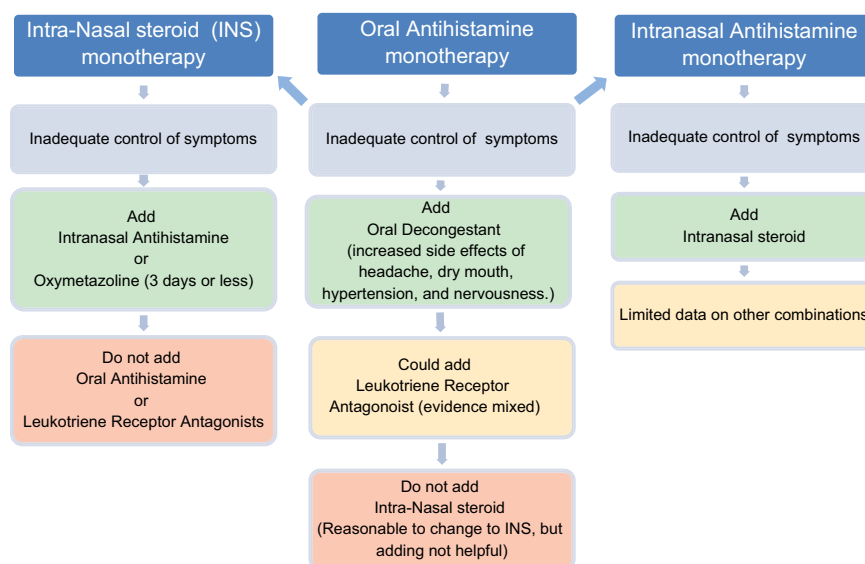 Intra-Nasal steroid (INS)
monotherapy
Inadequate control of symptoms
Add
Intranasal Antihistamine
or
Oxymetazoline (3 days or less)
Do not add
Oral Antihistamine
or
Leukotriene Receptor Antagonists
Oral Antihistamine
monotherapy
Inadequate control of symptoms
Add
Oral Decongestant
(increased side effects of
headache, dry mouth,
hypertension, and nervousness.)
Could add
Leukotriene Receptor
Antagonoist (evidence mixed)
Do not add
Intra-Nasal steroid
(Reasonable to change to INS, but
adding not helpful)
Intranasal Antihistamine
monotherapy
Inadequate control of symptoms
Add
Intranasal steroid
Limited data on other combinations